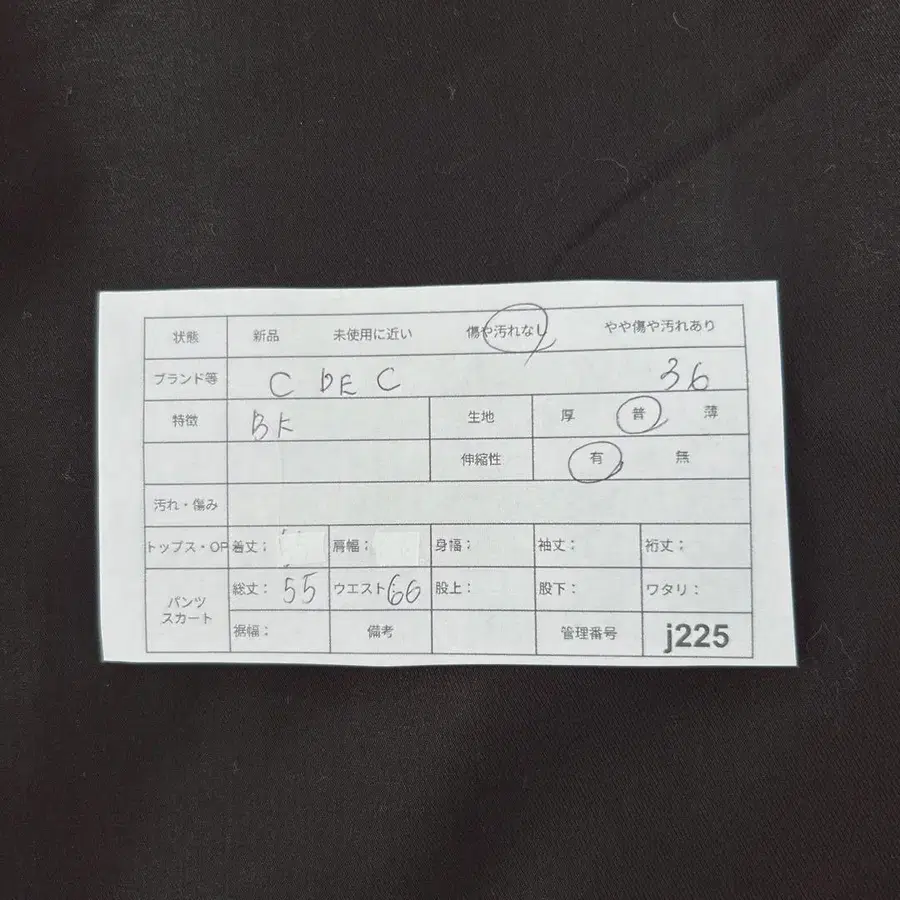 状態 新品 未使用に近い 傷や汚れなし やや傷や汚れあり
ブランド等 C DE C 36
特徴 BK 生地 厚 普 薄
伸縮性 有 無
汚れ・傷み
トップス・OP 着丈： 肩幅： 身幅： 袖丈： 裄丈：
パンツ スカート 総丈： 55 ウエスト: 66 股上： 股下： ワタリ：
裾幅： 備考 管理番号 j225